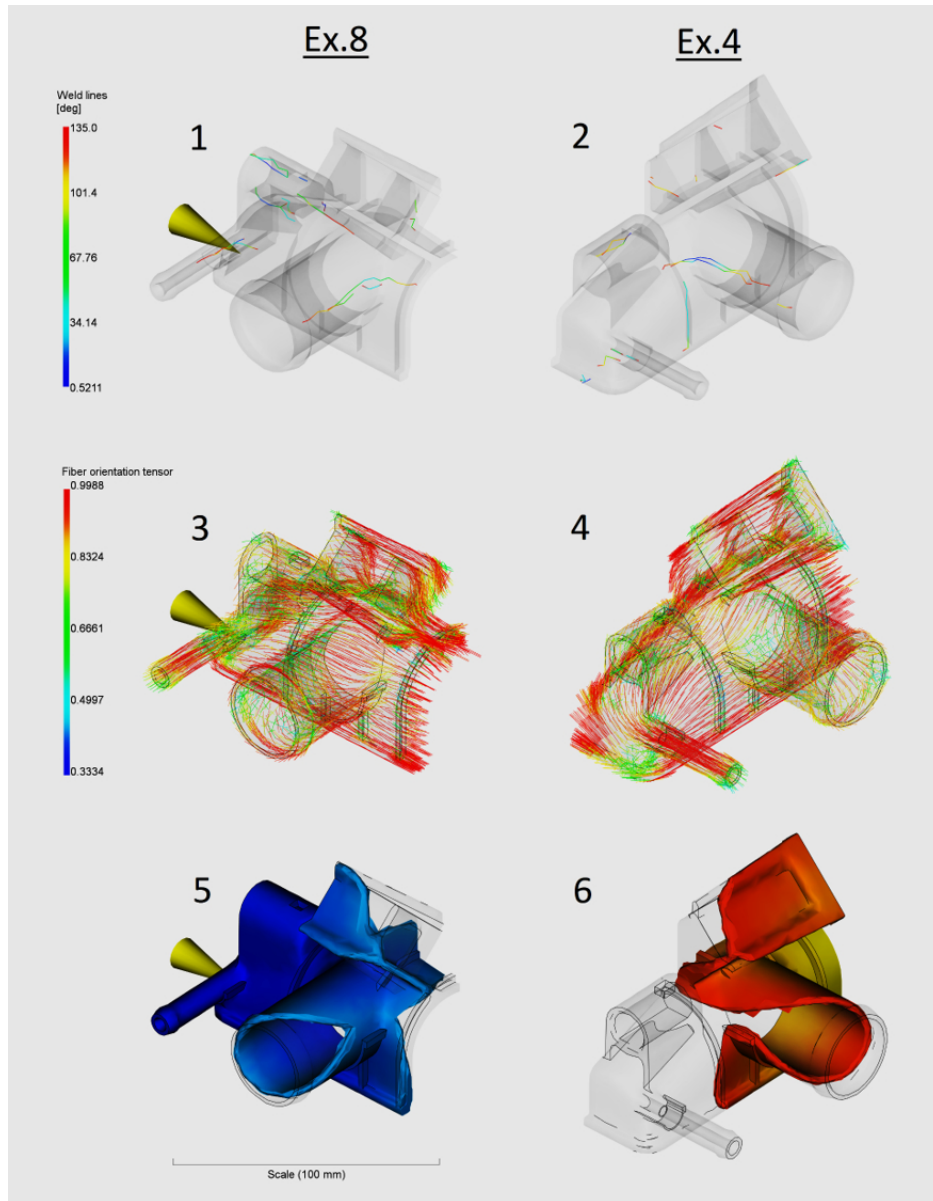 Ex.8
Ex.4
Weld lines
[deg]
135.0
101.4
67.76
34.14
0.5211
1
2
Fiber orientation tensor
0.9988
0.8324
0.6661
0.4997
0.3334
3
4
5
6
Scale (100 mm)